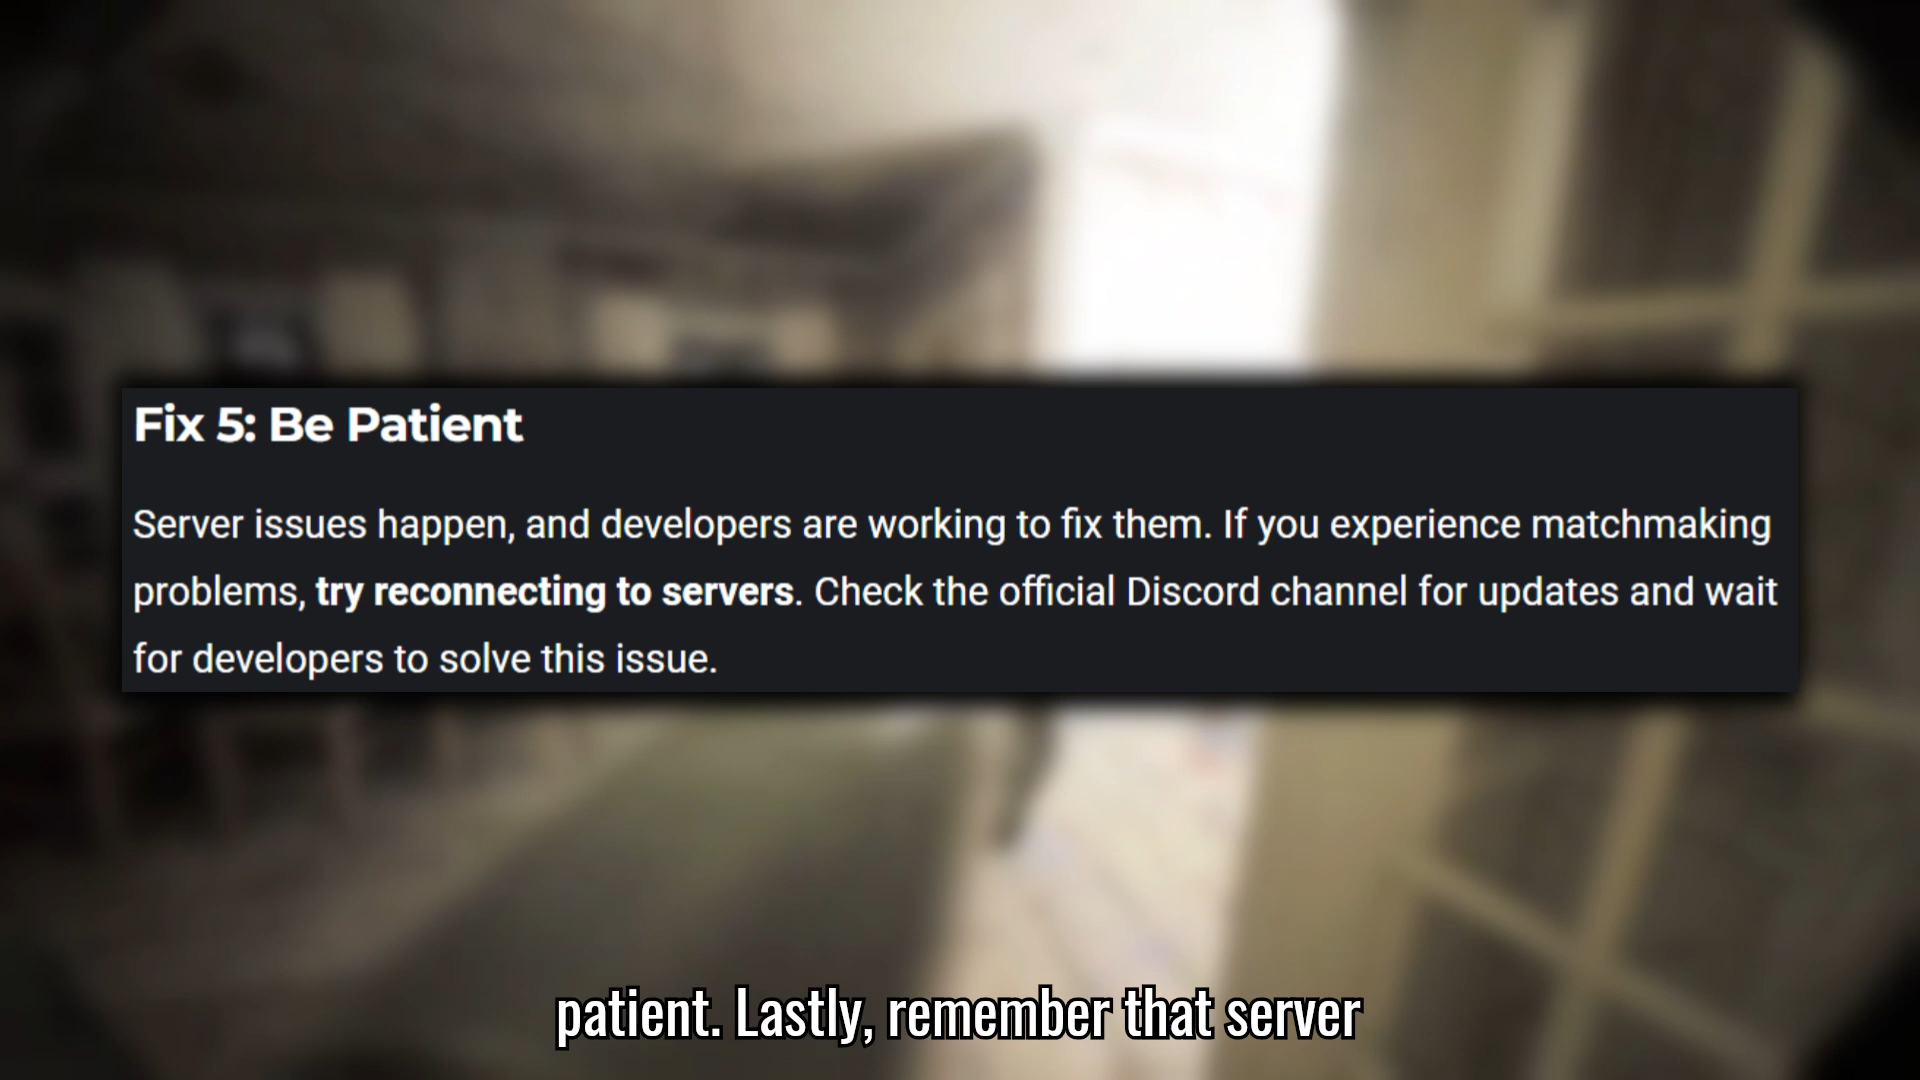 Fix 5: Be Patient
Server issues happen, and developers are working to fix them. If you experience matchmaking
problems, try reconnecting to servers. Check the official Discord channel for updates and wait
for developers to solve this issue.
patient. Lastly, remember that server